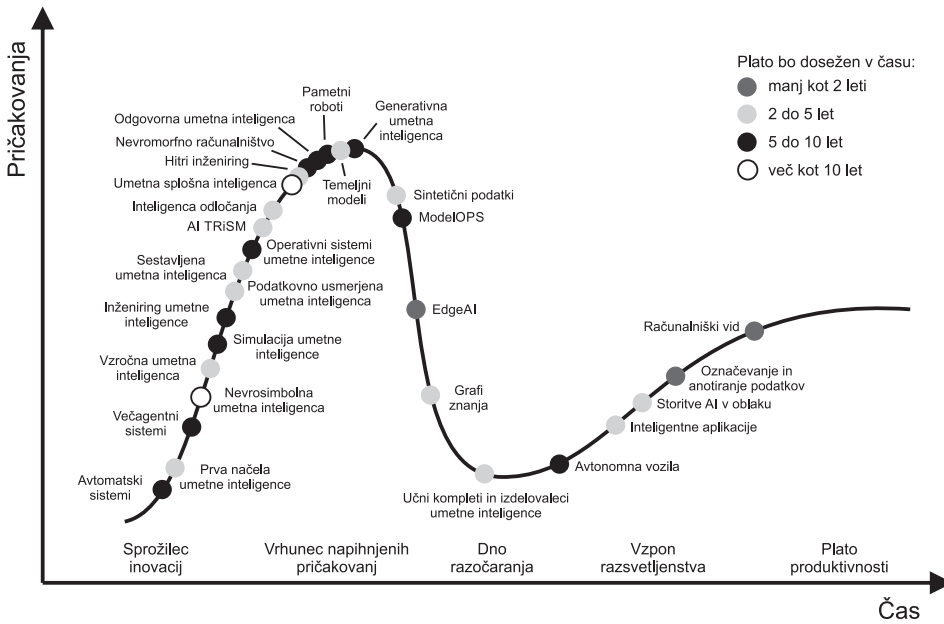 Pričakovanja
Plato bo dosežen v času:
manj kot 2 leti
2 do 5 let
5 do 10 let
več kot 10 let
Pametni
roboti
Generativna
umetna
inteligenca
Odgovorna umetna inteligenca
Nevromorfno računalništvo
Hitri inženiring
Umetna splošna inteligenca
Temeljni
modeli
Sintetični podatki
ModelOPS
Inteligenca odločanja
AI TRiSM
Operativni sistemi
umetne inteligence
Sestavljena
umetna inteligenca
Podatkovno usmerjena
umetna inteligenca
Inženiring umetne
inteligence
EdgeAI
Simulacija umetne
inteligence
Računalniški vid
Vzročna umetna
inteligenca
Označevanje in
anotiranje podatkov
Nevrosimbolna
umetna inteligenca
Grafi
znanja
Storitve AI v oblaku
Večagentni
sistemi
Inteligentne aplikacije
Prva načela
umetne inteligence
Avtonomna vozila
Avtomatski
sistemi
Učni kompleti in izdelovaleci
umetne inteligence
Sprožilec
inovacij
Vrhunec napihnjenih
pričakovanj
Dno
razočaranja
Vzpon
razsvetljenstva
Plato
produktivnosti
Čas